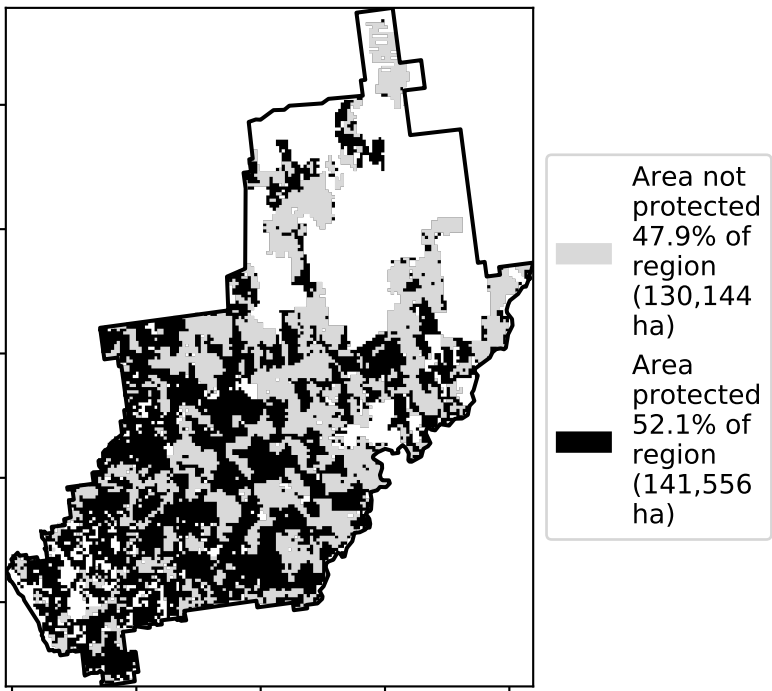 Area not
protected
47.9% of
region
(130,144
ha)
Area
protected
52.1% of
region
(141,556
ha)